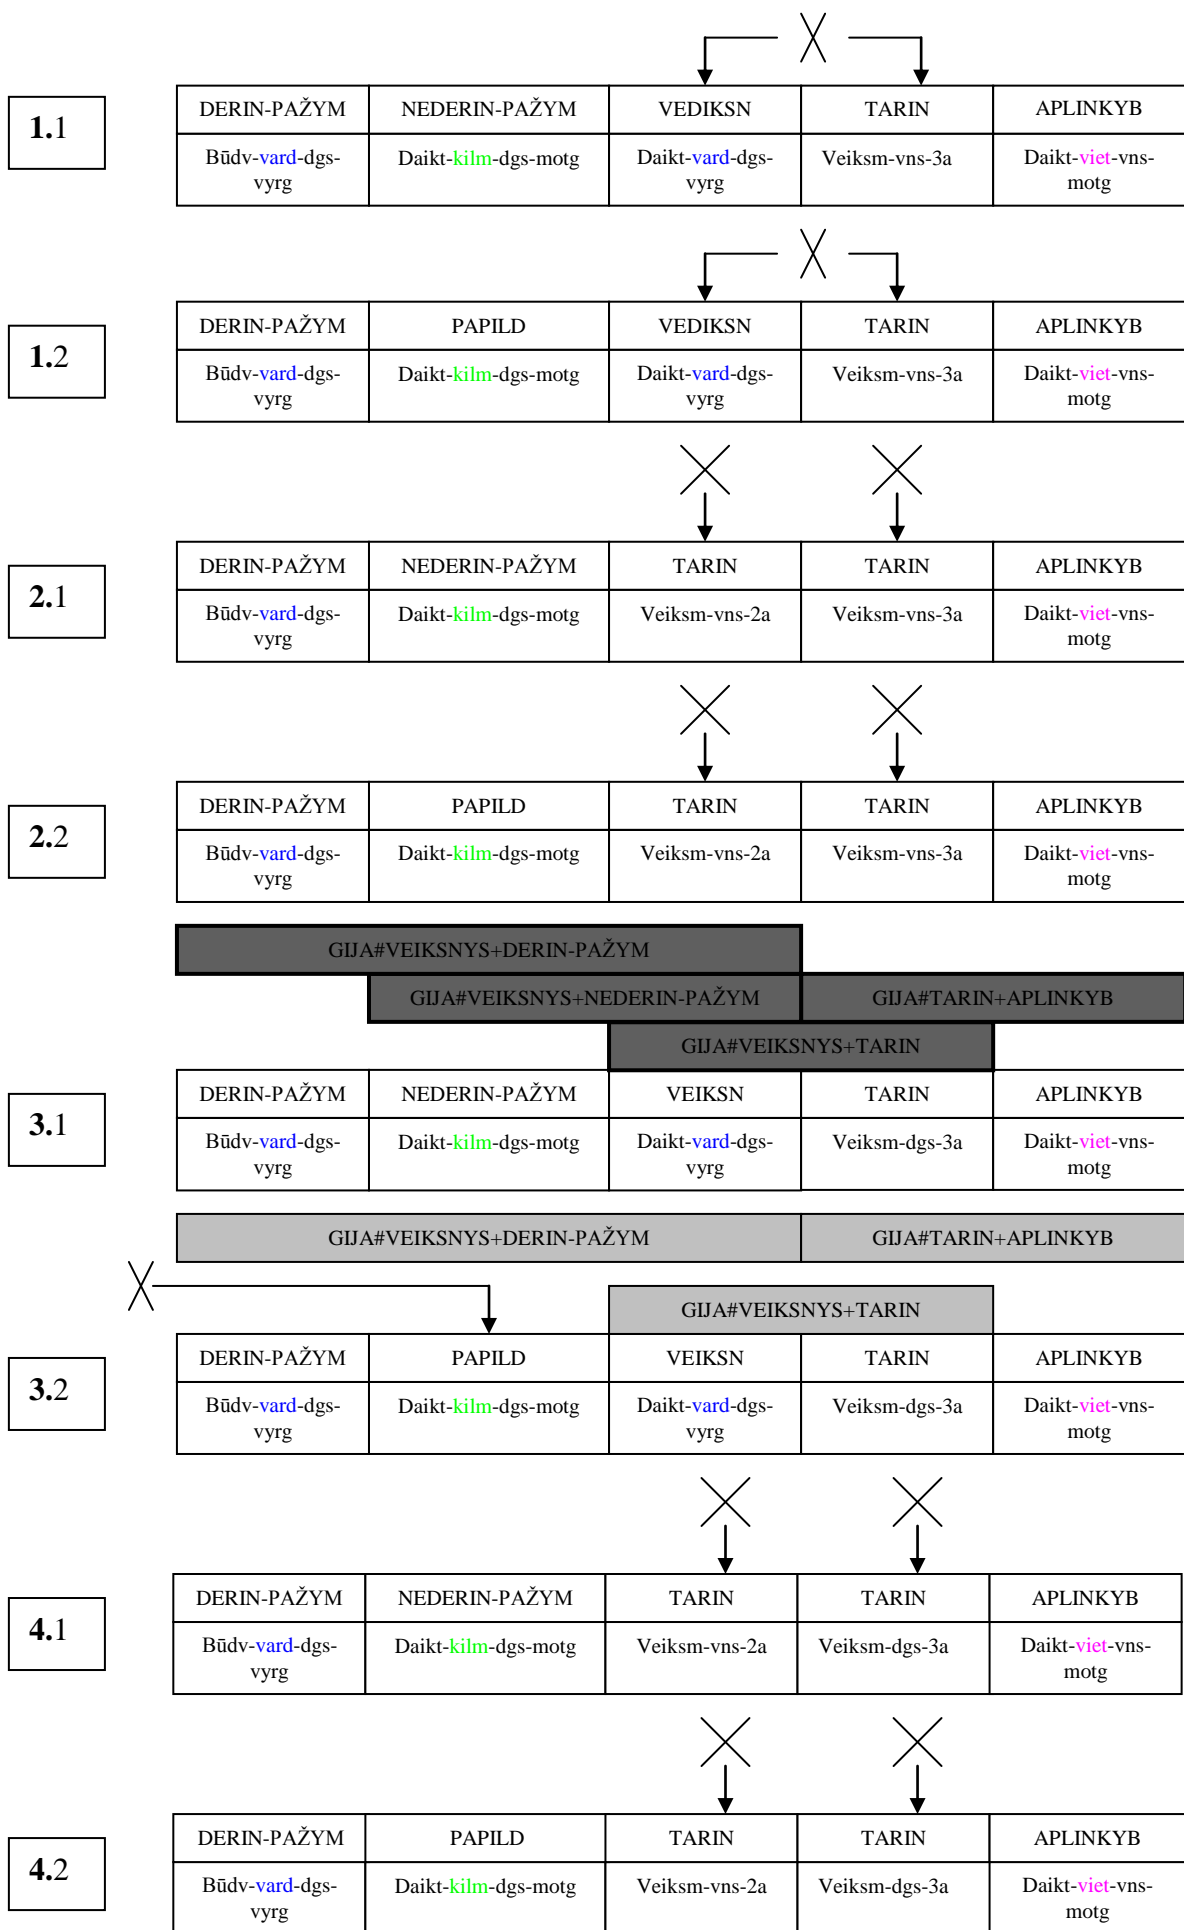 1.1
DERIN-PAŽYM NEDERIN-PAŽYM VEDIKSN TARIN APLINKYB
Būdv-vard-dgs- Daikt-kilm-dgs-motg Daikt-vard-dgs- Veiksm-vns-3a Daikt-viet-vns-
vyrg vyrg motg
1.2
DERIN-PAŽYM PAPILD VEDIKSN TARIN APLINKYB
Būdv-vard-dgs- Daikt-kilm-dgs-motg Daikt-vard-dgs- Veiksm-vns-3a Daikt-viet-vns-
vyrg vyrg motg
2.1
DERIN-PAŽYM NEDERIN-PAŽYM TARIN TARIN APLINKYB
Būdv-vard-dgs- Daikt-kilm-dgs-motg Veiksm-vns-2a Veiksm-vns-3a Daikt-viet-vns-
vyrg motg
2.2
DERIN-PAŽYM PAPILD TARIN TARIN APLINKYB
Būdv-vard-dgs- Daikt-kilm-dgs-motg Veiksm-vns-2a Veiksm-vns-3a Daikt-viet-vns-
vyrg motg
GIJA#VEIKSNYS+DERIN-PAŽYM
GIJA#VEIKSNYS+NEDERIN-PAŽYM GIJA#TARIN+APLINKYB
GIJA#VEIKSNYS+TARIN
3.1
DERIN-PAŽYM NEDERIN-PAŽYM VEIKSN TARIN APLINKYB
Būdv-vard-dgs- Daikt-kilm-dgs-motg Daikt-vard-dgs- Veiksm-dgs-3a Daikt-viet-vns-
vyrg vyrg motg
GIJA#VEIKSNYS+DERIN-PAŽYM GIJA#TARIN+APLINKYB
GIJA#VEIKSNYS+TARIN
3.2
DERIN-PAŽYM PAPILD VEIKSN TARIN APLINKYB
Būdv-vard-dgs- Daikt-kilm-dgs-motg Daikt-vard-dgs- Veiksm-dgs-3a Daikt-viet-vns-
vyrg vyrg motg
4.1
DERIN-PAŽYM NEDERIN-PAŽYM TARIN TARIN APLINKYB
Būdv-vard-dgs- Daikt-kilm-dgs-motg Veiksm-vns-2a Veiksm-dgs-3a Daikt-viet-vns-
vyrg motg
4.2
DERIN-PAŽYM PAPILD TARIN TARIN APLINKYB
Būdv-vard-dgs- Daikt-kilm-dgs-motg Veiksm-vns-2a Veiksm-dgs-3a Daikt-viet-vns-
vyrg motg